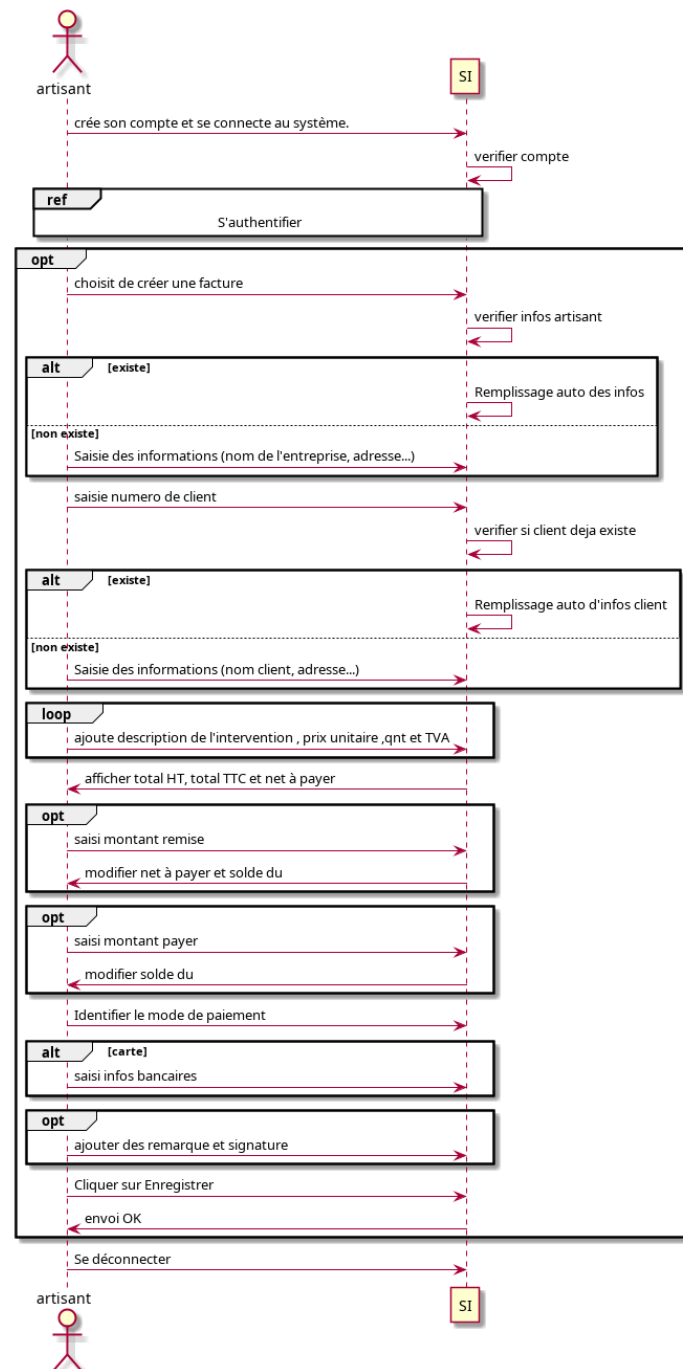 artisant
SI
crée son compte et se connecte au système.
verifier compte
ref
S'authentifier
opt
choisit de créer une facture
verifier infos artisant
alt [existe]
Remplissage auto des infos
[non existe]
Saisie des informations (nom de l'entreprise, adresse...)
saisie numero de client
verifier si client deja existe
alt [existe]
Remplissage auto d'infos client
[non existe]
Saisie des informations (nom client, adresse...)
loop
ajoute description de l'intervention , prix unitaire ,qnt et TVA
afficher total HT, total TTC et net à payer
opt
saisi montant remise
modifier net à payer et solde du
opt
saisi montant payer
modifier solde du
Identifier le mode de paiement
alt [carte]
saisi infos bancaires
opt
ajouter des remarque et signature
Cliquer sur Enregistrer
envoi OK
Se déconnecter
artisant
SI